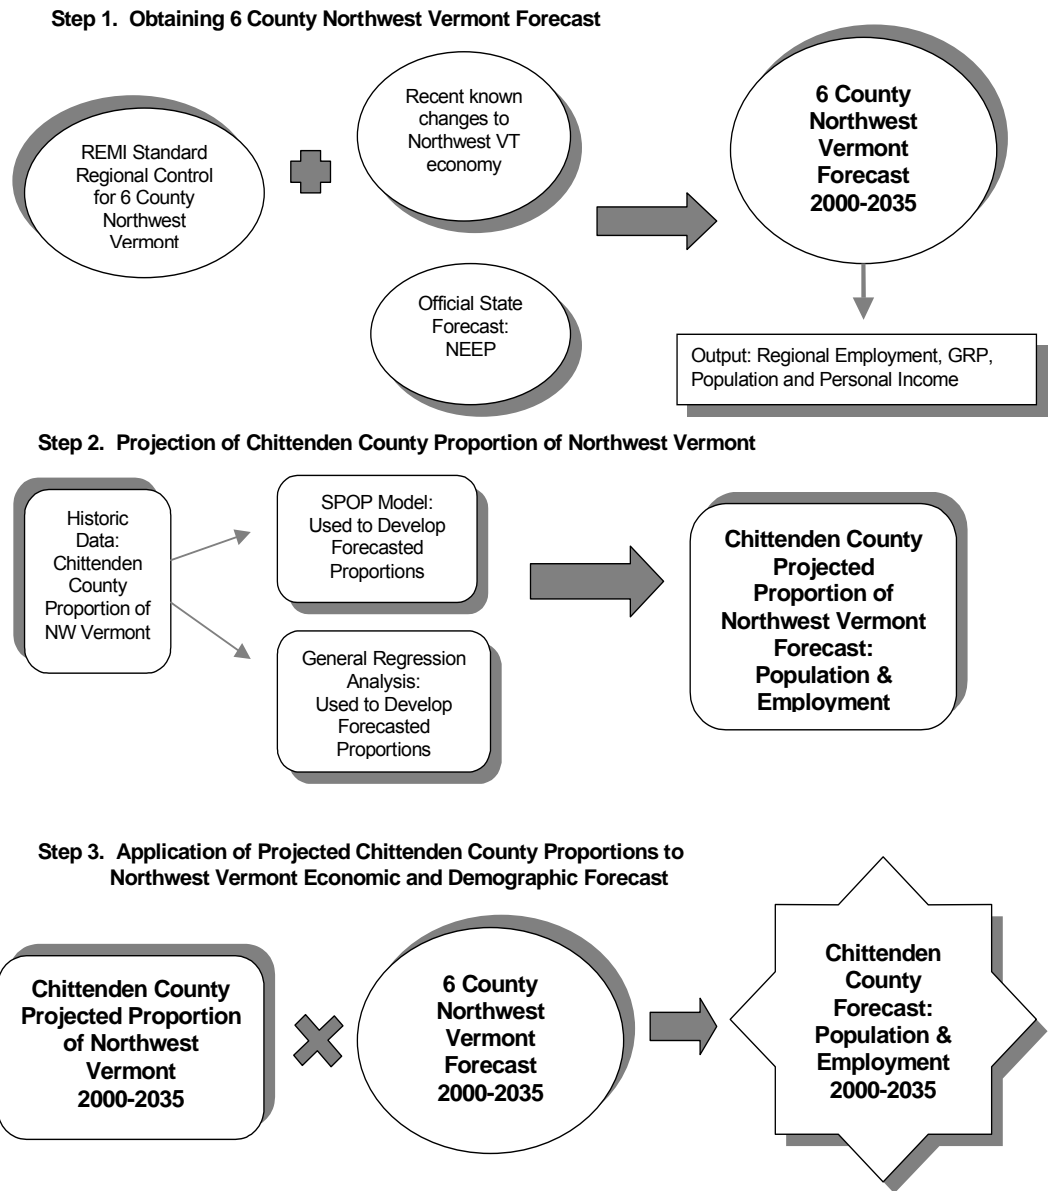 Step 1. Obtaining 6 County Northwest Vermont Forecast
REMI Standard
Regional Control
for 6 County
Northwest
Vermont
Recent known
changes to
Northwest VT
economy
Official State
Forecast:
NEEP
6 County
Northwest
Vermont
Forecast
2000-2035
Output: Regional Employment, GRP,
Population and Personal Income
Step 2. Projection of Chittenden County Proportion of Northwest Vermont
Historic
Data:
Chittenden
County
Proportion of
NW Vermont
SPOP Model:
Used to Develop
Forecasted
Proportions
General Regression
Analysis:
Used to Develop
Forecasted
Proportions
Chittenden County
Projected
Proportion of
Northwest Vermont
Forecast:
Population &
Employment
Step 3. Application of Projected Chittenden County Proportions to
Northwest Vermont Economic and Demographic Forecast
Chittenden County
Projected Proportion
of Northwest
Vermont
2000-2035
6 County
Northwest
Vermont
Forecast
2000-2035
Chittenden
County
Forecast:
Population &
Employment
2000-2035